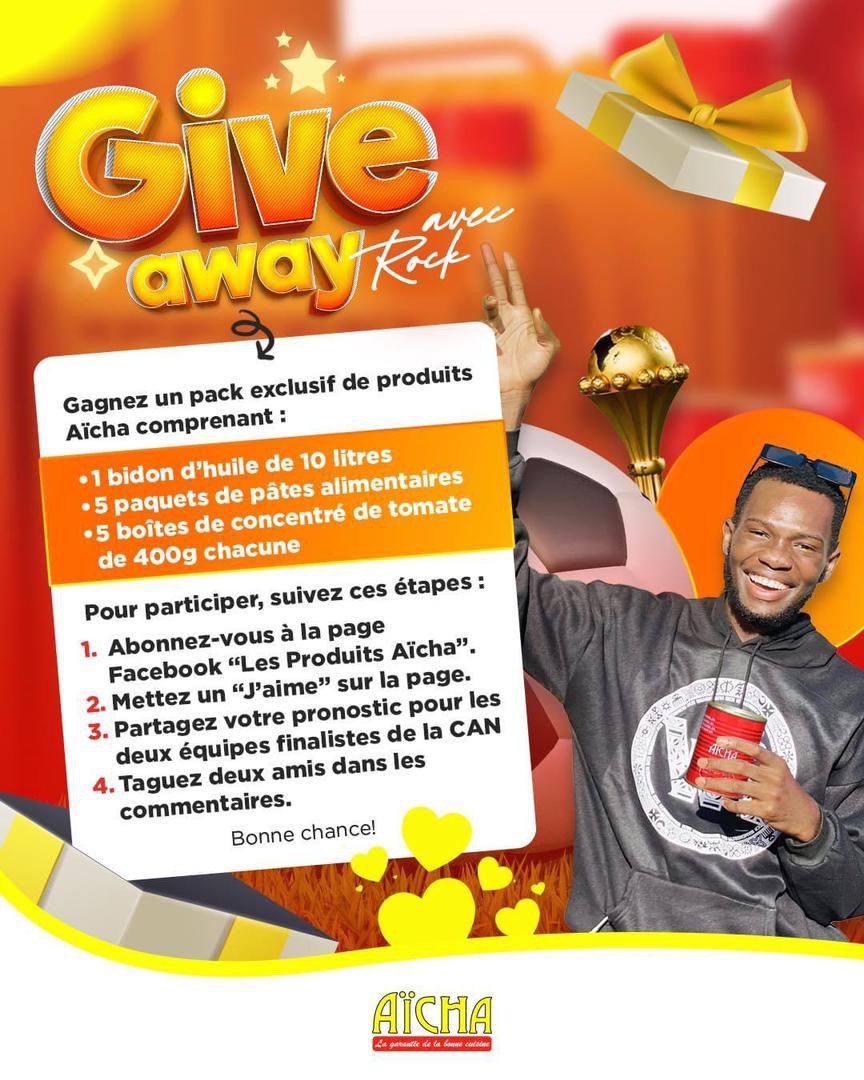 Give
away avec
Rock
Gagnez un pack exclusif de produits
Aïcha comprenant :
•1 bidon d’huile de 10 litres
•5 paquets de pâtes alimentaires
•5 boîtes de concentré de tomate
de 400g chacune
Pour participer, suivez ces étapes :
1. Abonnez-vous à la page
Facebook “Les Produits Aïcha”.
2. Mettez un “J’aime” sur la page.
3. Partagez votre pronostic pour les
deux équipes finalistes de la CAN
4. Taguez deux amis dans les
commentaires.
Bonne chance!
AÏCHA
AÏCHA
La garantie de la bonne cuisine